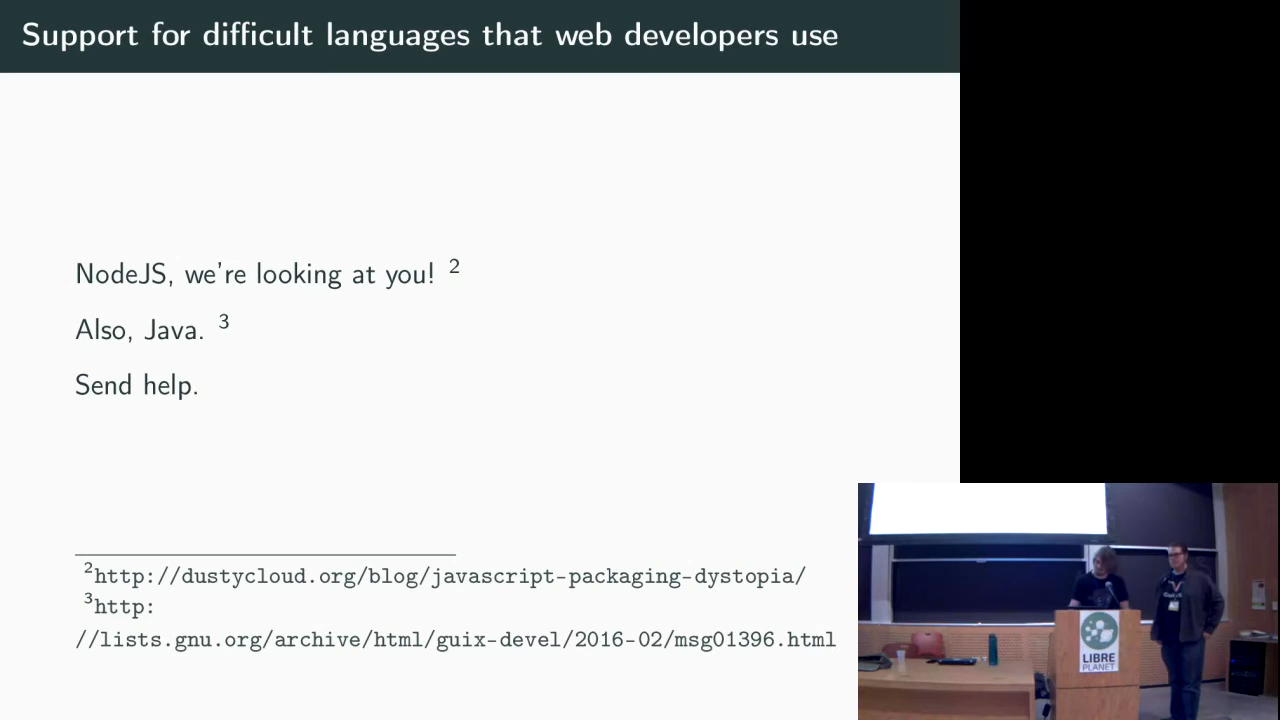 Support for difficult languages that web developers use
NodeJS, we're looking at you! 2
Also, Java. 3
Send help.
2http://dustycloud.org/blog/javascript-packaging-dystopia/
3http:
//lists.gnu.org/archive/html/guix-devel/2016-02/msg01396.html
LIBRE
PLANET